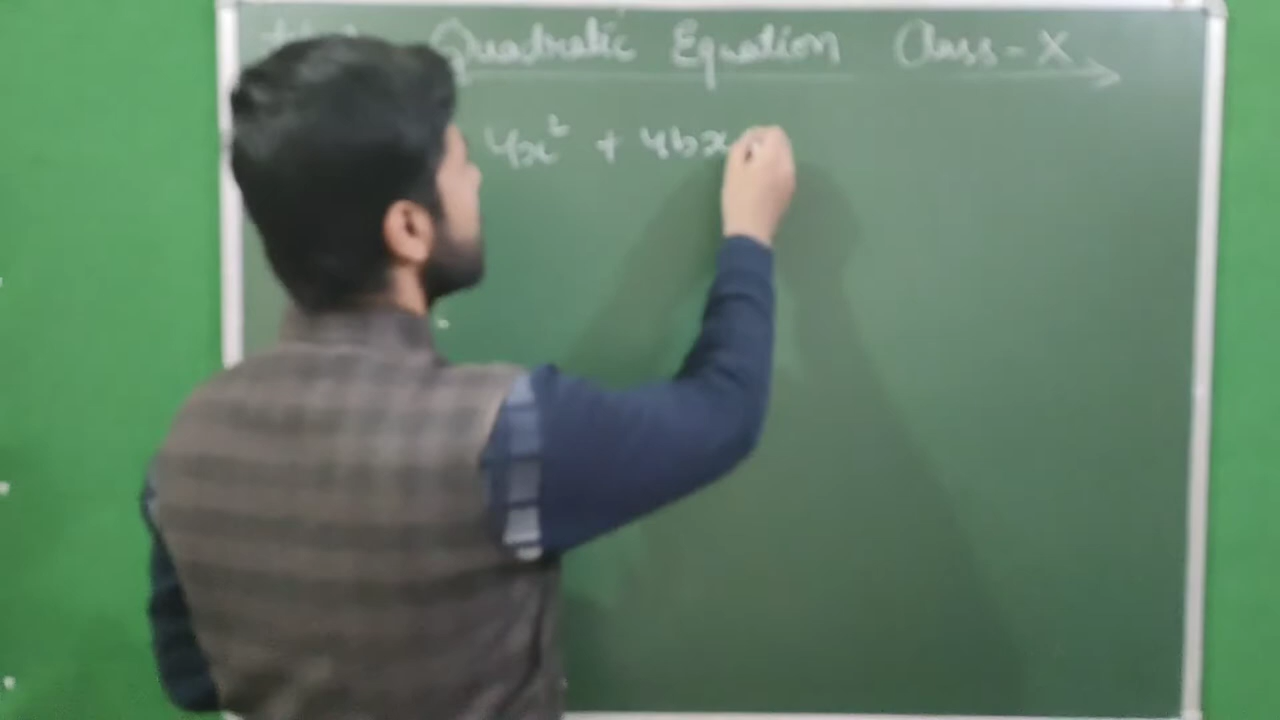 Quadratic Equation Class - X
4x² + 4bx